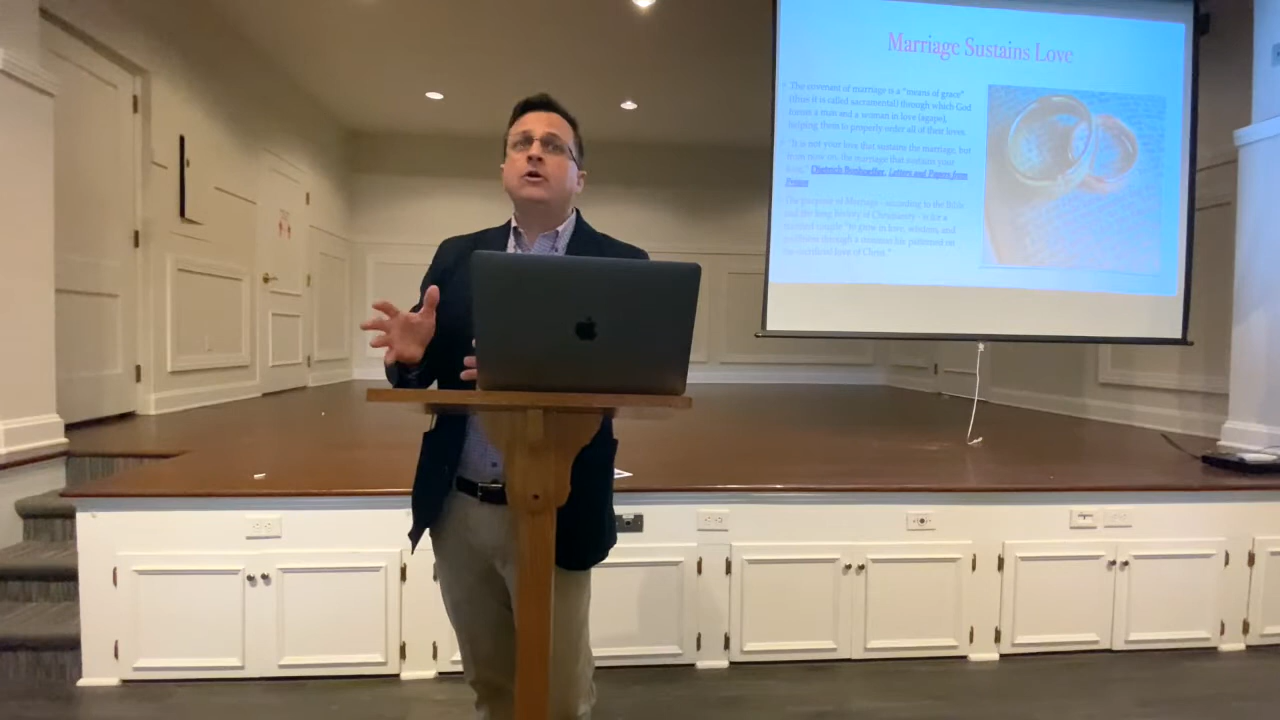 Marriage Sustains Love
The covenant of marriage is a "means of grace"
(thus it is called sacramental) through which God
a man and a woman in love (agape),
helping them to properly order all of their loves.
"It is not your love that sustains the marriage, but
from now on, the marriage that sustains your
love." Dietrich Bonhoeffer, Letters and Papers from
Prison
The purpose of Marriage - according to the Bible
and the long history of Christianity - is for a
couple "to grow in love, wisdom, and
through a common life patterned on
the sacrificial love of Christ."